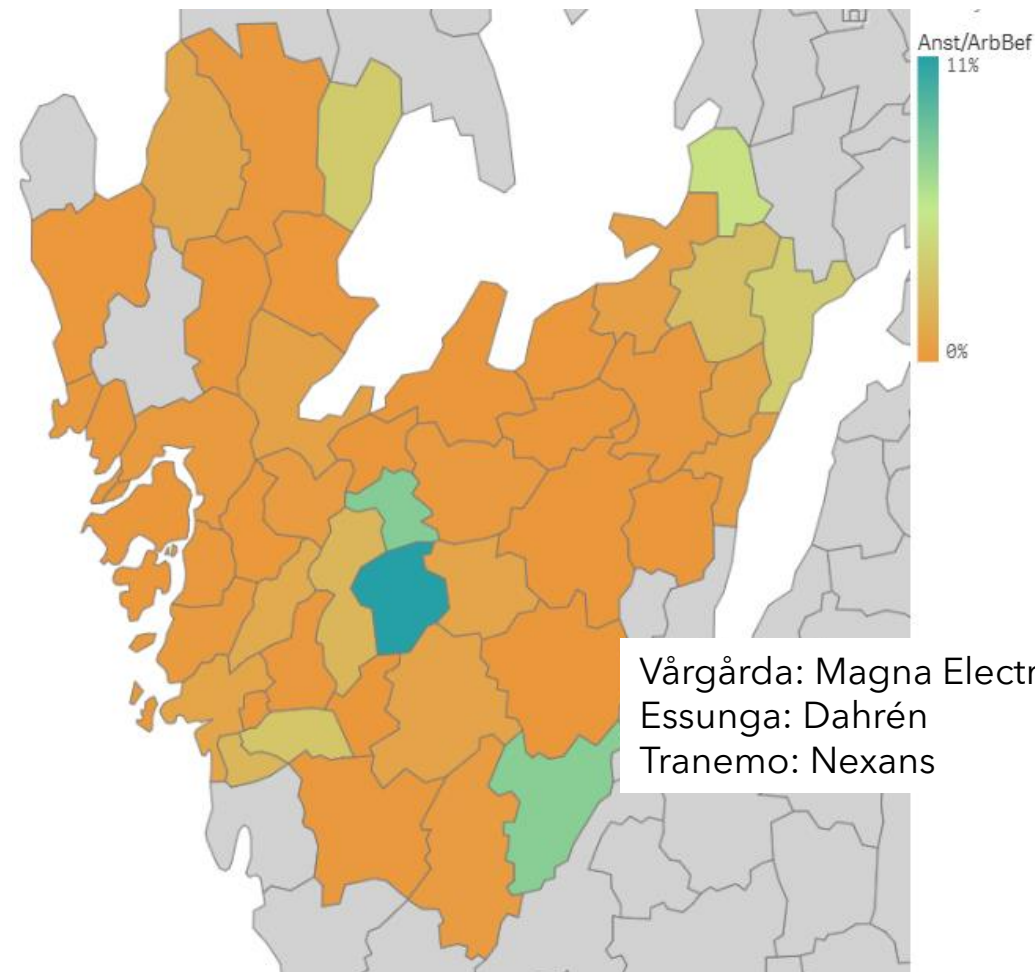 Anst/ArbBef
11%
0%
Vårgårda: Magna Electr
Essunga: Dahrén
Tranemo: Nexans